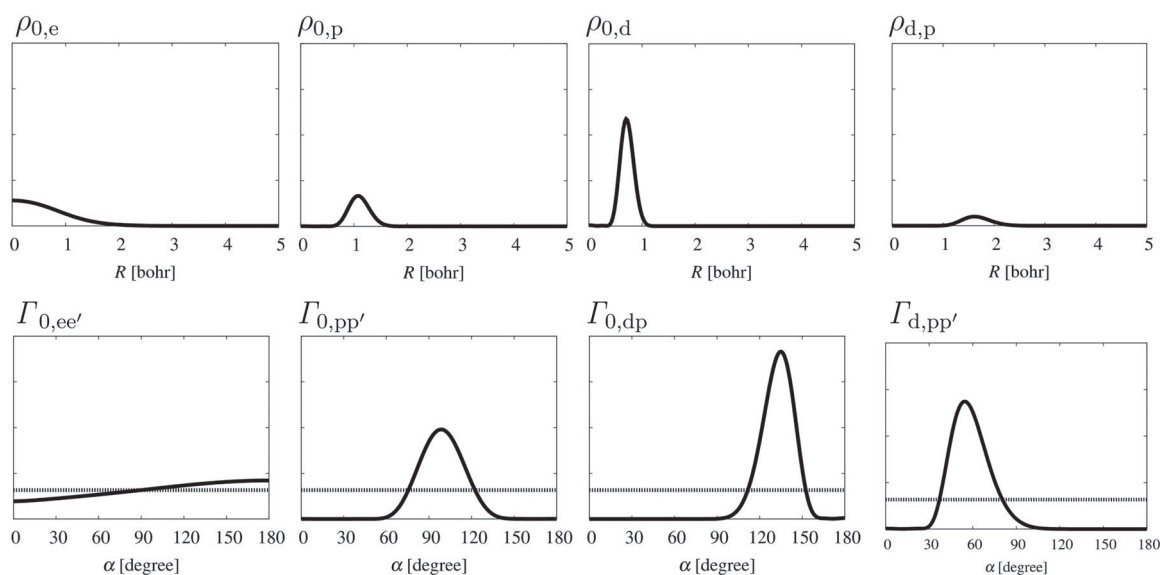 ρ0,e ρ0,p ρ0,d ρd,p
0 1 2 3 4 5 0 1 2 3 4 5 0 1 2 3 4 5 0 1 2 3 4 5
R [bohr] R [bohr] R [bohr] R [bohr]
Γ0,ee′ Γ0,pp′ Γ0,dp Γd,pp′
0 30 60 90 120 150 180 0 30 60 90 120 150 180 0 30 60 90 120 150 180 0 30 60 90 120 150 180
α [degree] α [degree] α [degree] α [degree]